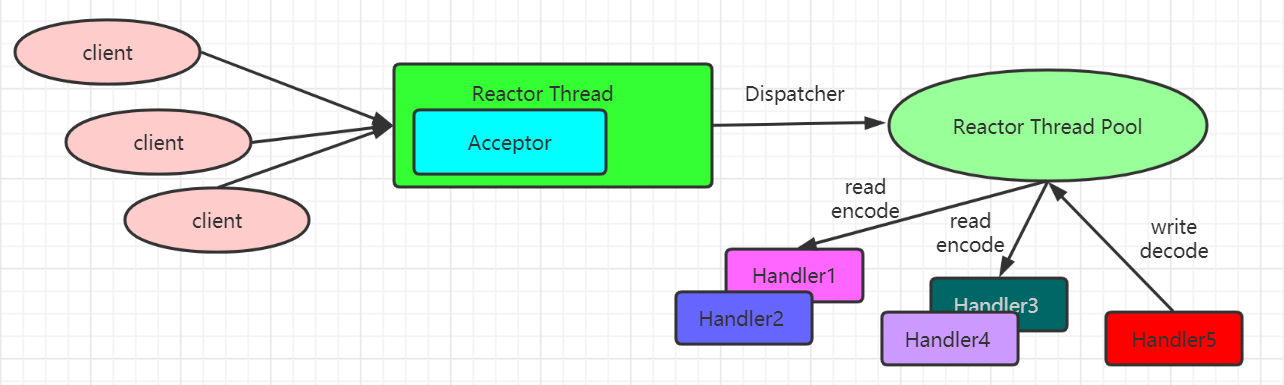 client
client
client
Reactor Thread
Acceptor
Dispatcher
Reactor Thread Pool
read
encode
read
encode
write
decode
Handler1
Handler2
Handler3
Handler4
Handler5